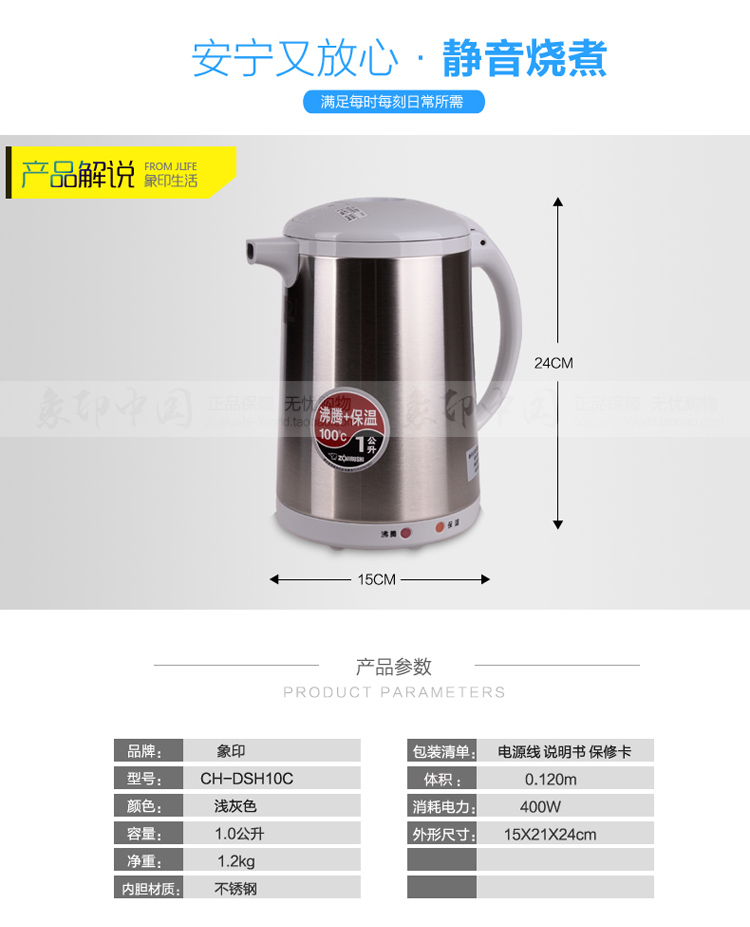 安宁又放心·静音烧煮
满足每时每刻日常所需
产品解说
FROM JLIFE
象印生活
24CM
象印中国 正品保障 无忧购物
沸腾+保温
100℃
1公升
ZOJIRUSHI
沸腾
保温
15CM
产品参数
PRODUCT PARAMETERS
品牌： 象印
型号： CH-DSH10C
颜色： 浅灰色
容量： 1.0公升
净重： 1.2kg
内胆材质： 不锈钢
包装清单： 电源线 说明书 保修卡
体积： 0.120m
消耗电力： 400W
外形尺寸： 15X21X24cm